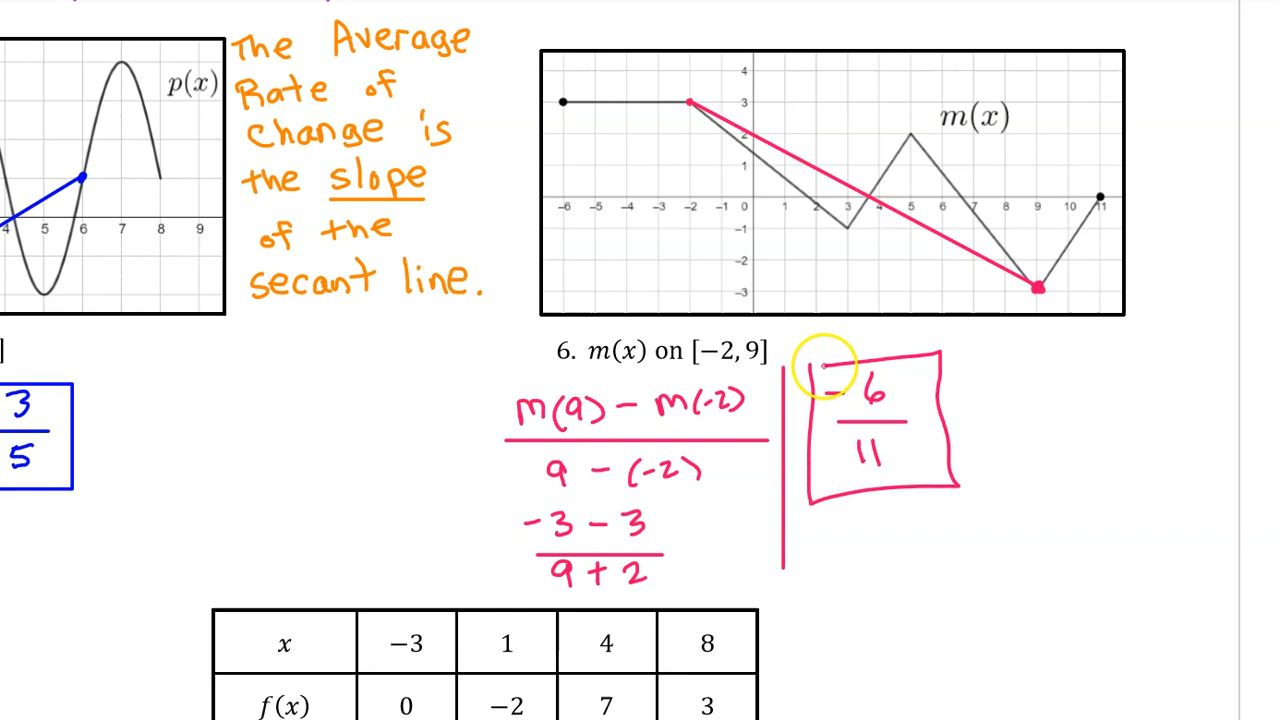 p(x)
4 5 6 7 8 9
The Average
Rate of
change is
the slope
of the
secant line.
4
3
m(x)
2
1
−6 −5 −4 −3 −2 −1 0 1 2 3 4 5 6 7 8 9 10 11
−1
−2
−3
]
3
5
6. m(x) on [−2, 9]
m(9) − m(-2)
9 − (-2)
-3 − 3
9 + 2
− 6
11
x −3 1 4 8
f(x) 0 −2 7 3